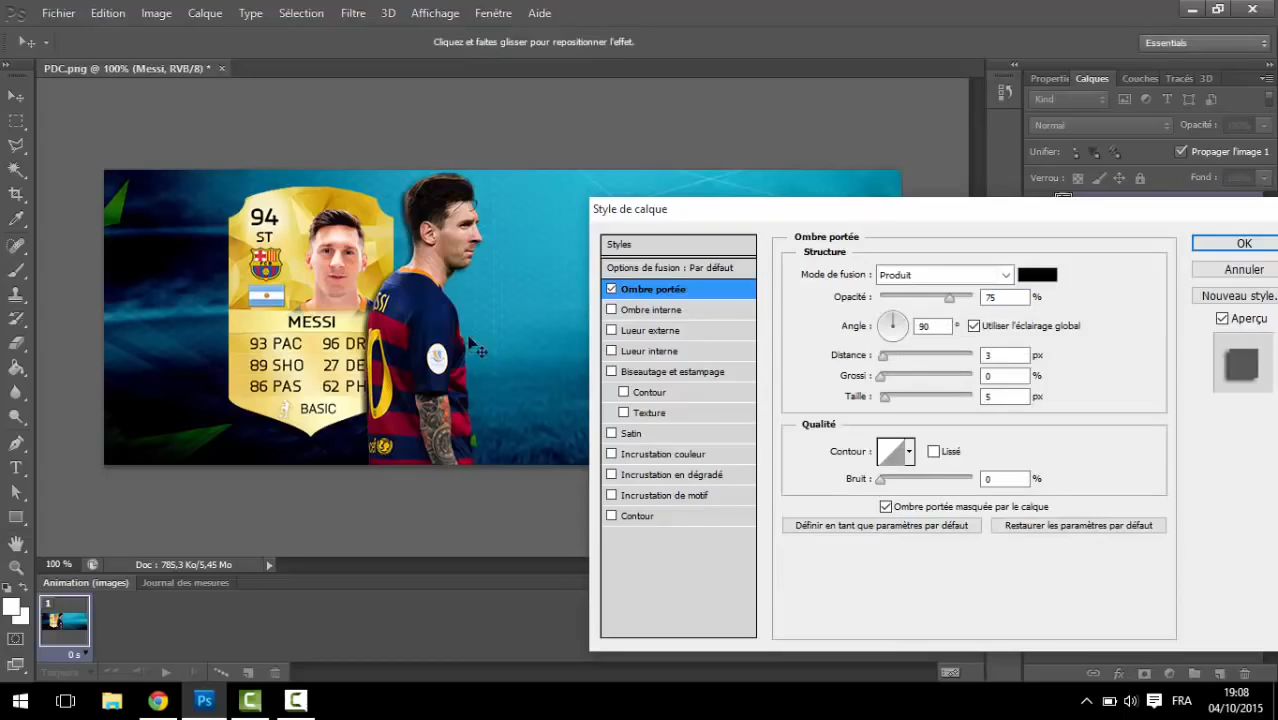 Fichier Edition Image Calque Type Sélection Filtre 3D Affichage Fenêtre Aide
Cliquez et faites glisser pour repositionner l'effet.
Essentials
PDC.png @ 100% (Messi, RVB/8) *
Calques Couches Tracés 3D
Kind
Normal
Opacité :
Unifier:
Propager l'image 1
Verrou :
Fond :
94
ST
MESSI
93 PAC 96 DR
89 SHO 27 DE
86 PAS 62 PH
BASIC
Style de calque
Styles
Options de fusion : Par défaut
Ombre portée
Ombre interne
Lueur externe
Lueur interne
Biseautage et estampage
Contour
Texture
Satin
Incrustation couleur
Incrustation en dégradé
Incrustation de motif
Contour
Ombre portée
Structure
Mode de fusion : Produit
Opacité : 75 %
Angle : 90 ° Utiliser l'éclairage global
Distance : 3 px
Grossi : 0 %
Taille : 5 px
Qualité
Contour : Lissé
Bruit : 0 %
Ombre portée masquée par le calque
Définir en tant que paramètres par défaut
Restaurer les paramètres par défaut
OK
Annuler
Nouveau style.
Aperçu
100 %
Doc : 785,3 Ko/5,45 Mo
Animation (images) Journal des mesures
1
0 s
Toujours
FRA
19:08
04/10/2015